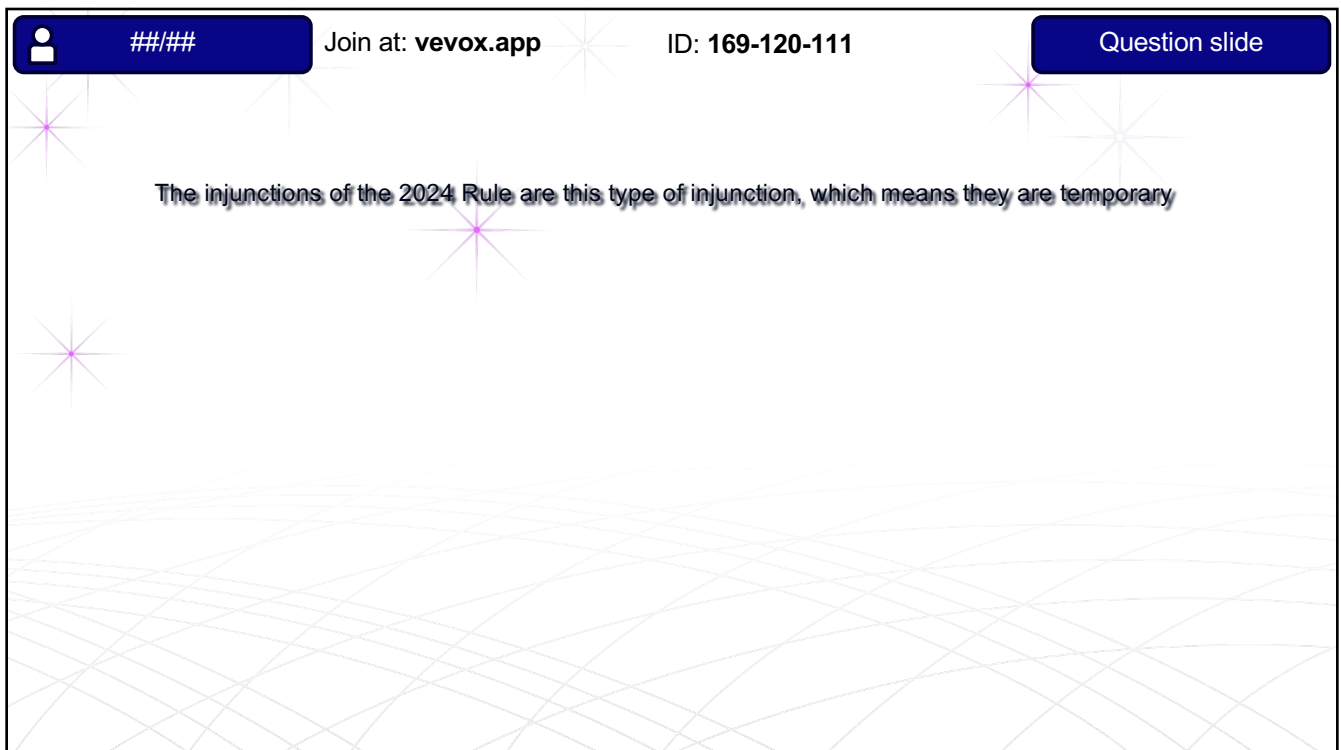 ##/##
Join at: vevox.app
ID: 169-120-111
Question slide
The injunctions of the 2024 Rule are this type of injunction, which means they are temporary